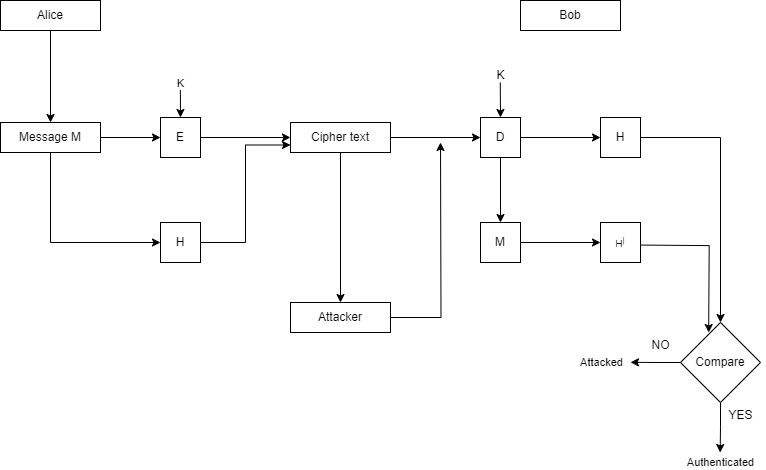 Alice
Bob
K
K
Message M
E
Cipher text
D
H
H
M
H|
Attacker
NO
Compare
Attacked
YES
Authenticated